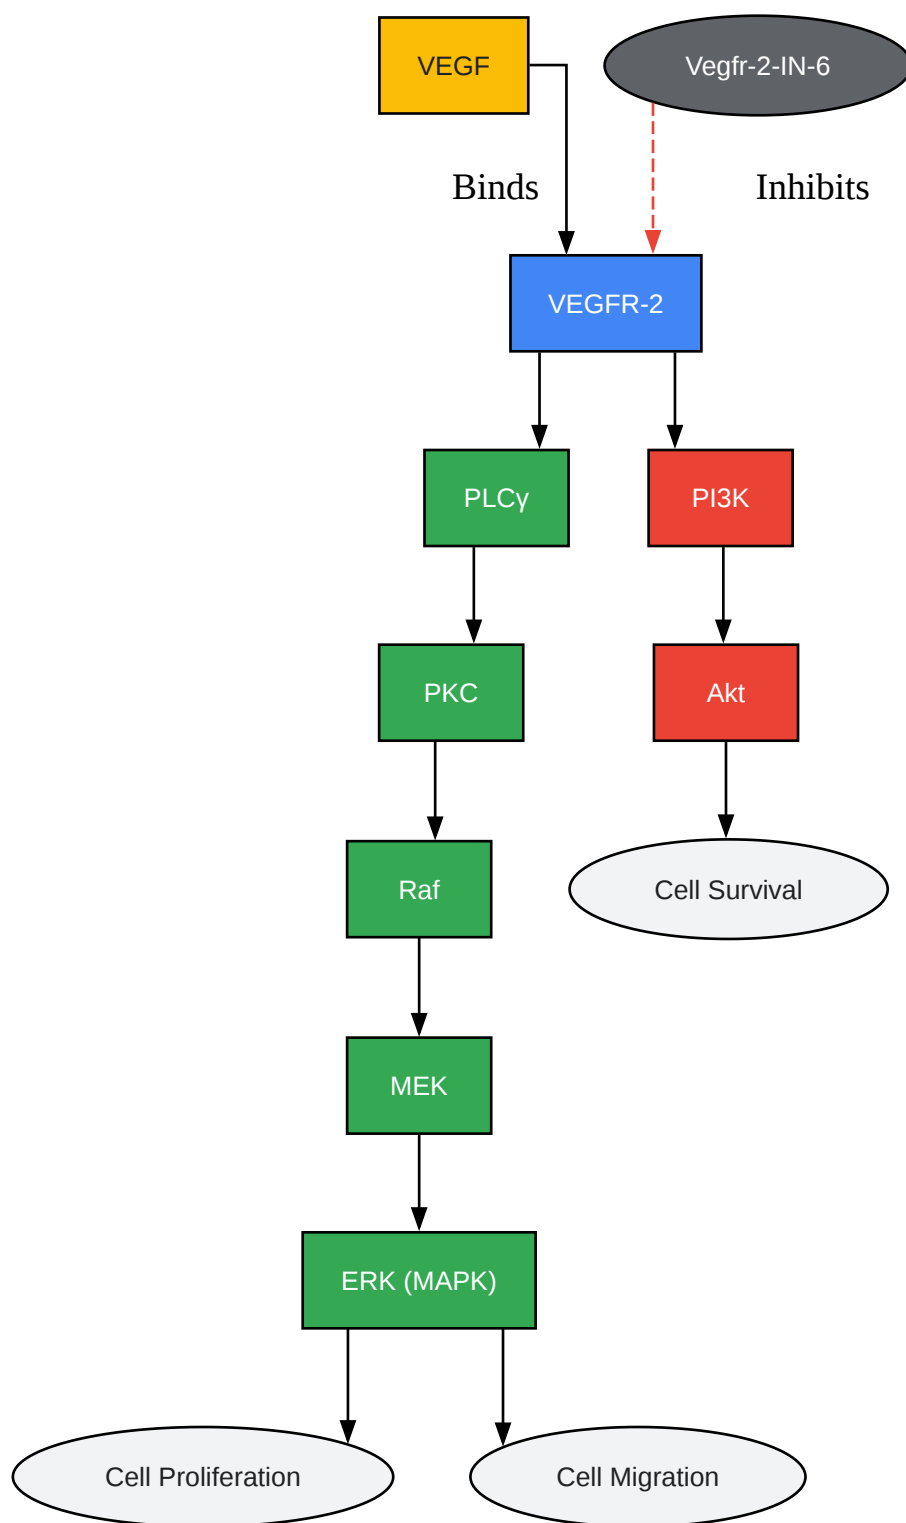 VEGF
Vegfr-2-IN-6
Binds
Inhibits
VEGFR-2
PLCγ
PI3K
PKC
Akt
Raf
Cell Survival
MEK
ERK (MAPK)
Cell Proliferation
Cell Migration